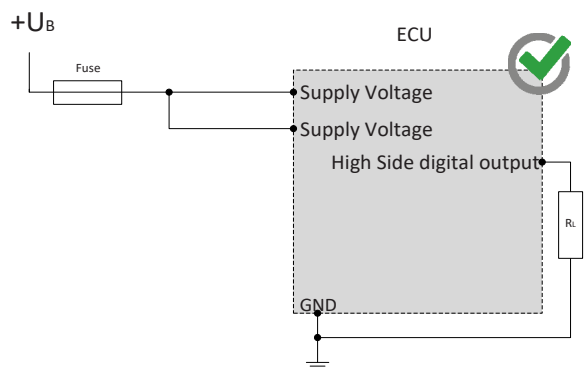 +UB
ECU
Fuse
Supply Voltage
Supply Voltage
High Side digital output
RL
GND